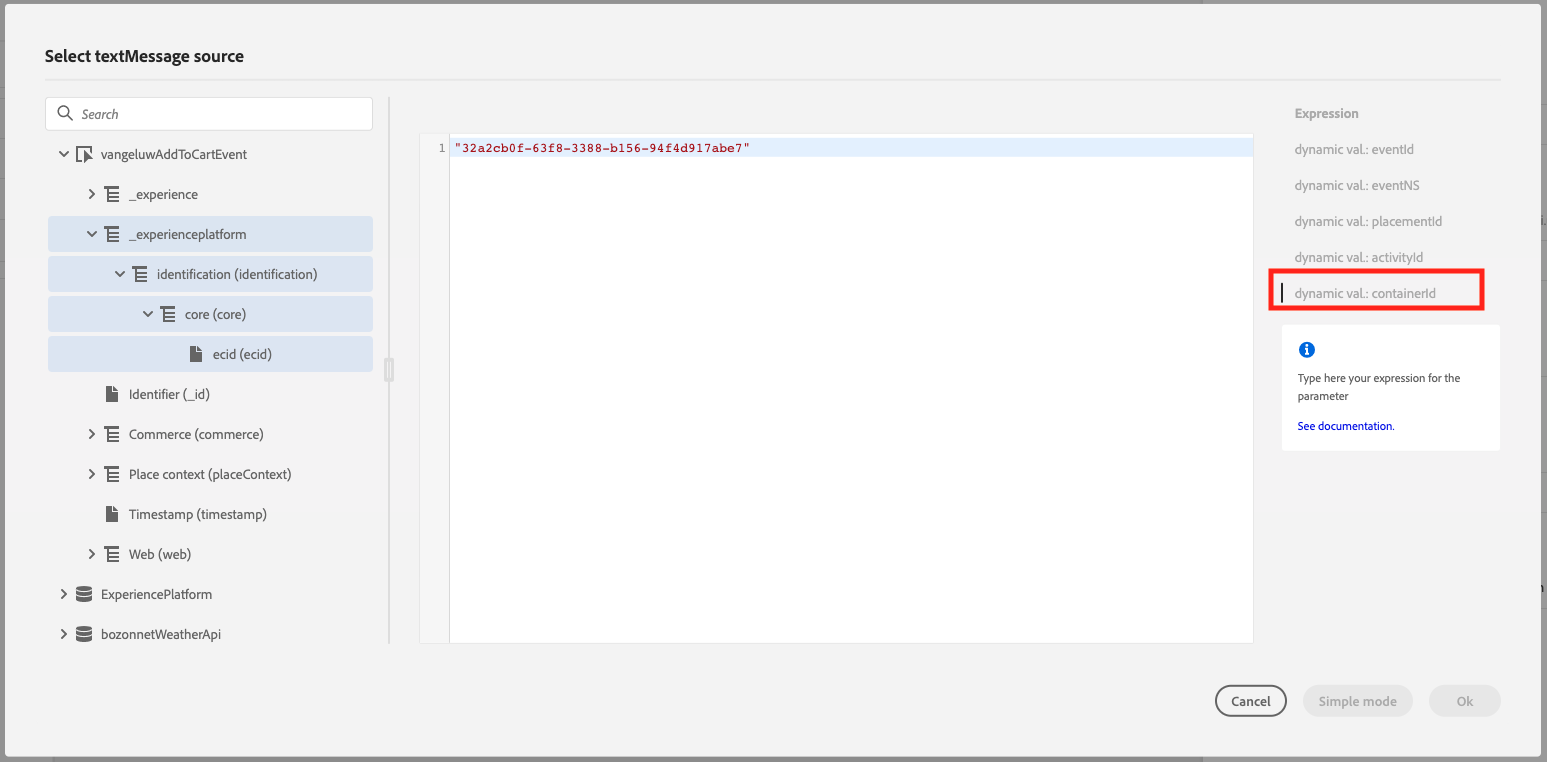 Select textMessage source
Search
vangeluwAddToCartEvent
_experience
_experienceplatform
identification (identification)
core (core)
ecid (ecid)
Identifier (_id)
Commerce (commerce)
Place context (placeContext)
Timestamp (timestamp)
Web (web)
ExperiencePlatform
bozonnetWeatherApi
1 "32a2cb0f-63f8-3388-b156-94f4d917abe7"
Expression
dynamic val.: eventId
dynamic val.: eventNS
dynamic val.: placementId
dynamic val.: activityId
dynamic val.: containerId
Type here your expression for the
parameter
See documentation.
Cancel
Simple mode
Ok